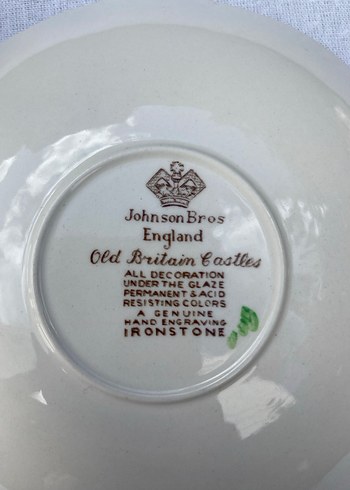 Johnson Bros
England
Old Britain Castles
ALL DECORATION
UNDER THE GLAZE
PERMANENT & ACID
RESISTING COLORS
A GENUINE
HAND ENGRAVING
IRONSTONE